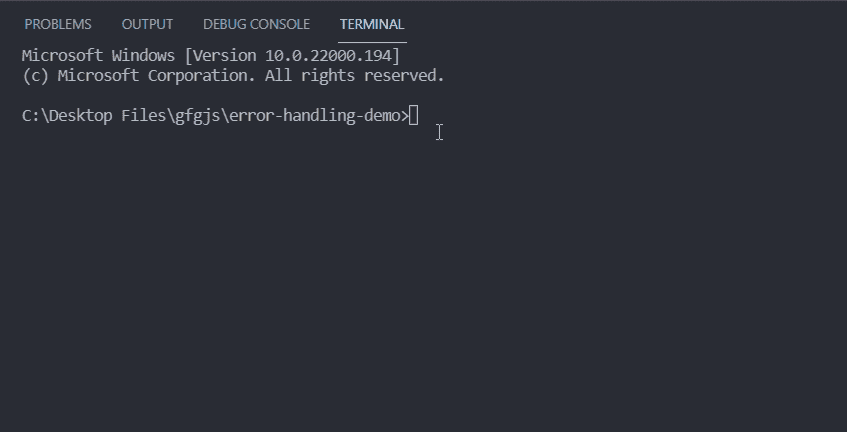 PROBLEMS OUTPUT DEBUG CONSOLE TERMINAL
Microsoft Windows [Version 10.0.22000.194]
(c) Microsoft Corporation. All rights reserved.
C:\Desktop Files\gfgjs\error-handling-demo>